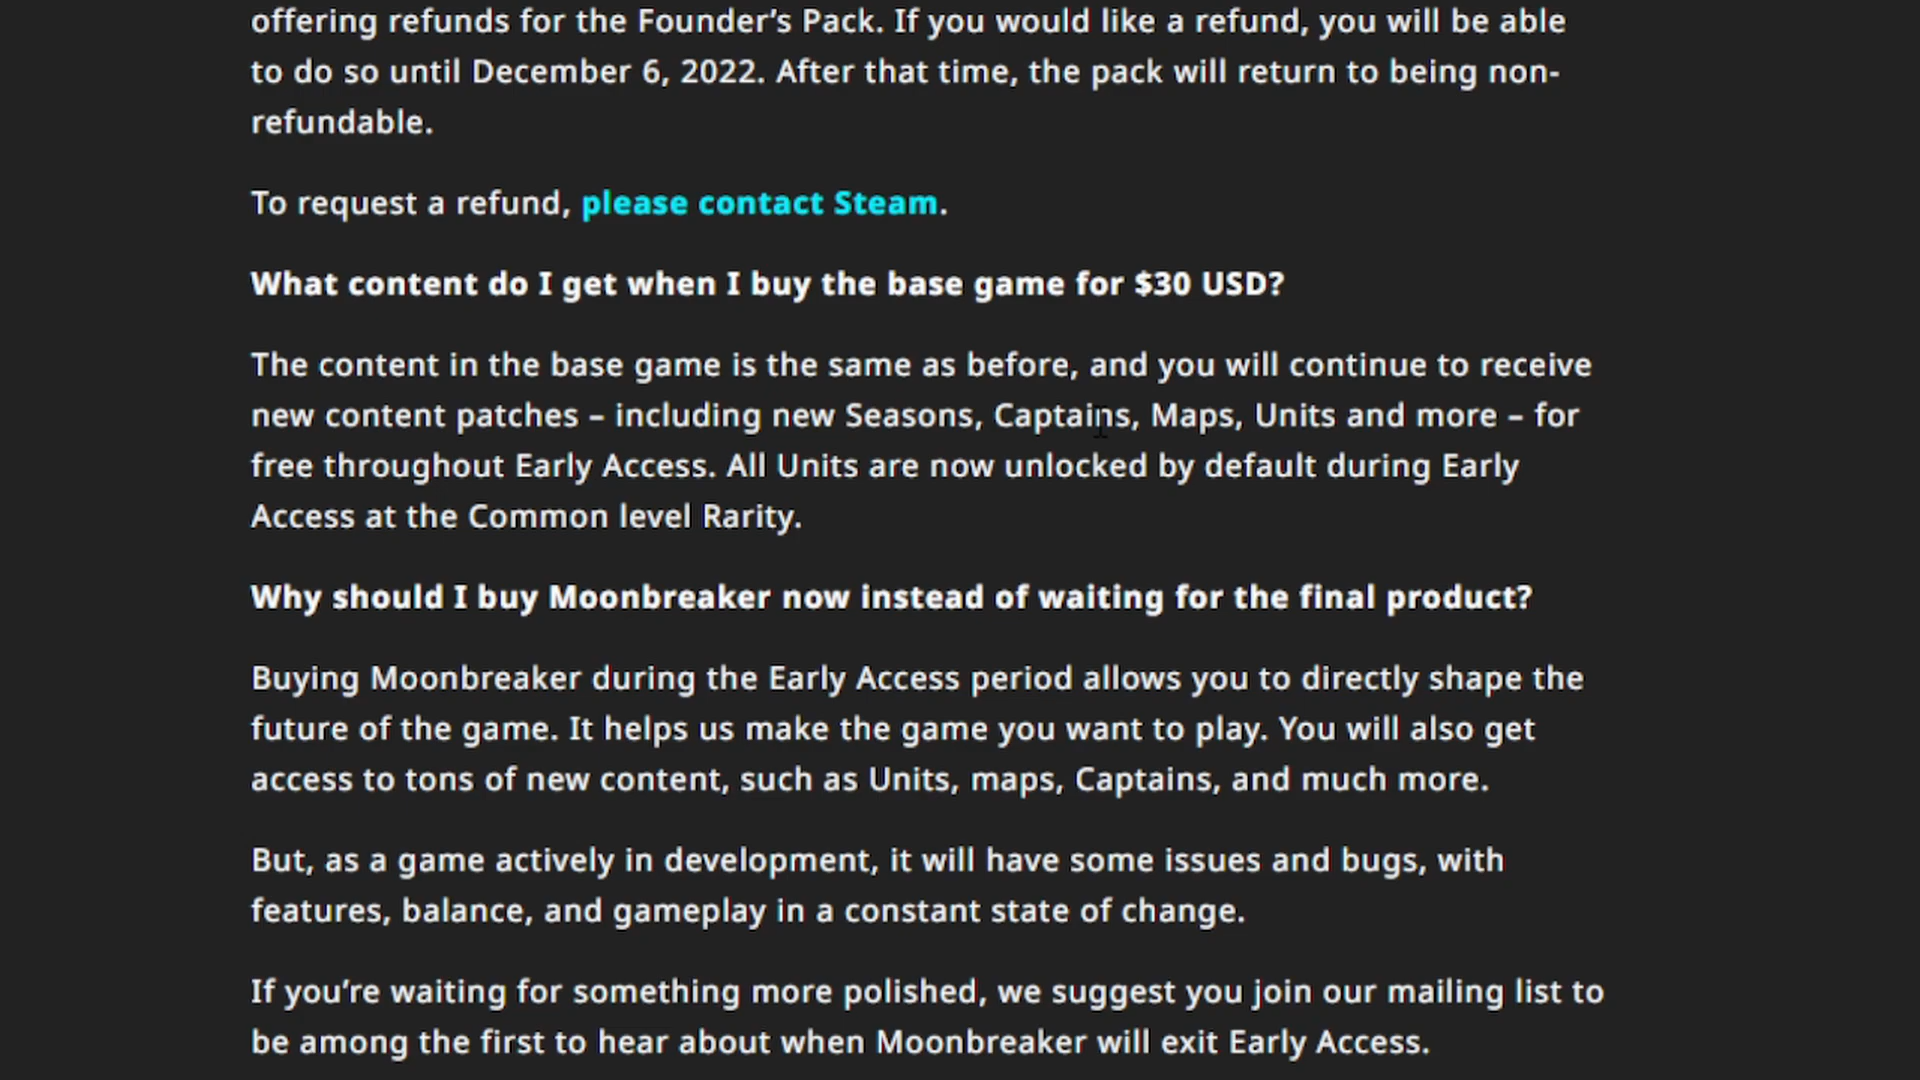 offering refunds for the Founder’s Pack. If you would like a refund, you will be able
to do so until December 6, 2022. After that time, the pack will return to being non-
refundable.
To request a refund, please contact Steam.
What content do I get when I buy the base game for $30 USD?
The content in the base game is the same as before, and you will continue to receive
new content patches – including new Seasons, Captains, Maps, Units and more – for
free throughout Early Access. All Units are now unlocked by default during Early
Access at the Common level Rarity.
Why should I buy Moonbreaker now instead of waiting for the final product?
Buying Moonbreaker during the Early Access period allows you to directly shape the
future of the game. It helps us make the game you want to play. You will also get
access to tons of new content, such as Units, maps, Captains, and much more.
But, as a game actively in development, it will have some issues and bugs, with
features, balance, and gameplay in a constant state of change.
If you’re waiting for something more polished, we suggest you join our mailing list to
be among the first to hear about when Moonbreaker will exit Early Access.